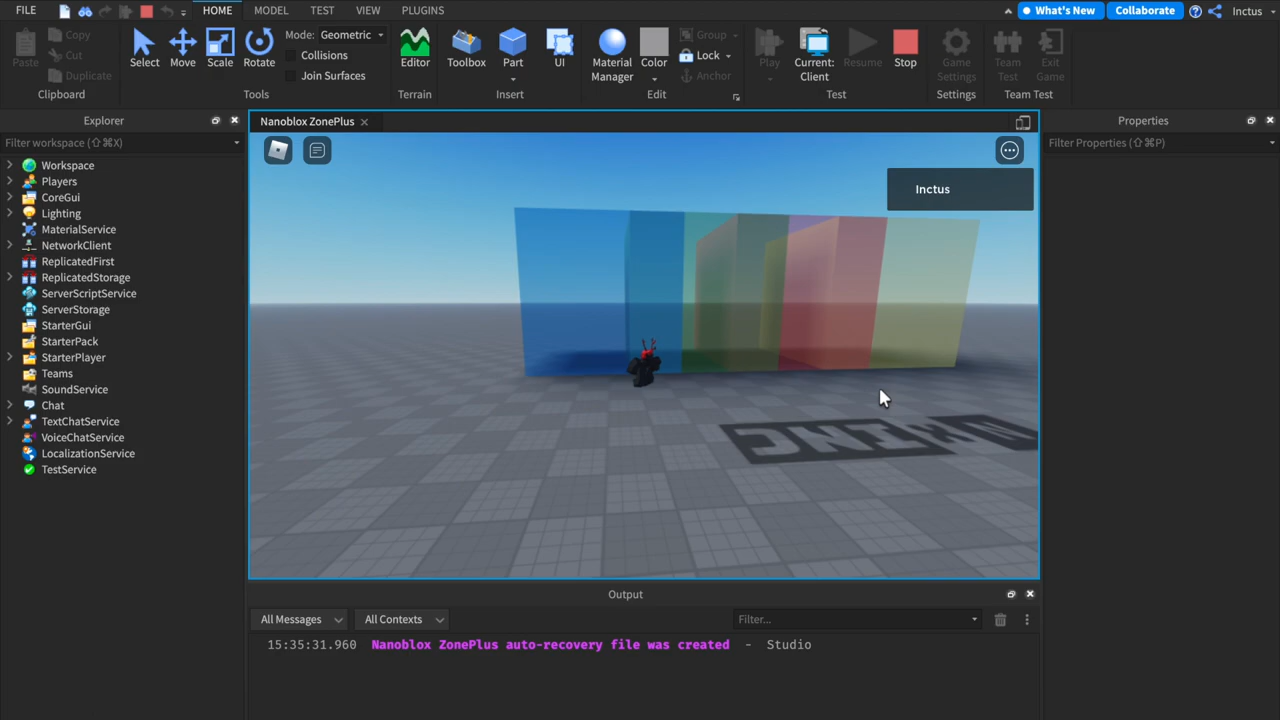 FILE HOME MODEL TEST VIEW PLUGINS What's New Collaborate Inctus
Paste Copy Cut Duplicate
Clipboard
Select Move Scale Rotate Mode: Geometric Collisions Join Surfaces
Tools
Editor
Terrain
Toolbox Part UI
Insert
Material Manager Color Group Lock Anchor
Edit
Play Current: Client Resume Stop
Test
Game Settings
Settings
Team Test Exit Game
Team Test
Explorer
Filter workspace (⇧⌘X)
Workspace
Players
CoreGui
Lighting
MaterialService
NetworkClient
ReplicatedFirst
ReplicatedStorage
ServerScriptService
ServerStorage
StarterGui
StarterPack
StarterPlayer
Teams
SoundService
Chat
TextChatService
VoiceChatService
LocalizationService
TestService
Nanoblox ZonePlus
Inctus
Properties
Filter Properties (⇧⌘P)
Output
All Messages All Contexts Filter...
15:35:31.960 Nanoblox ZonePlus auto-recovery file was created - Studio